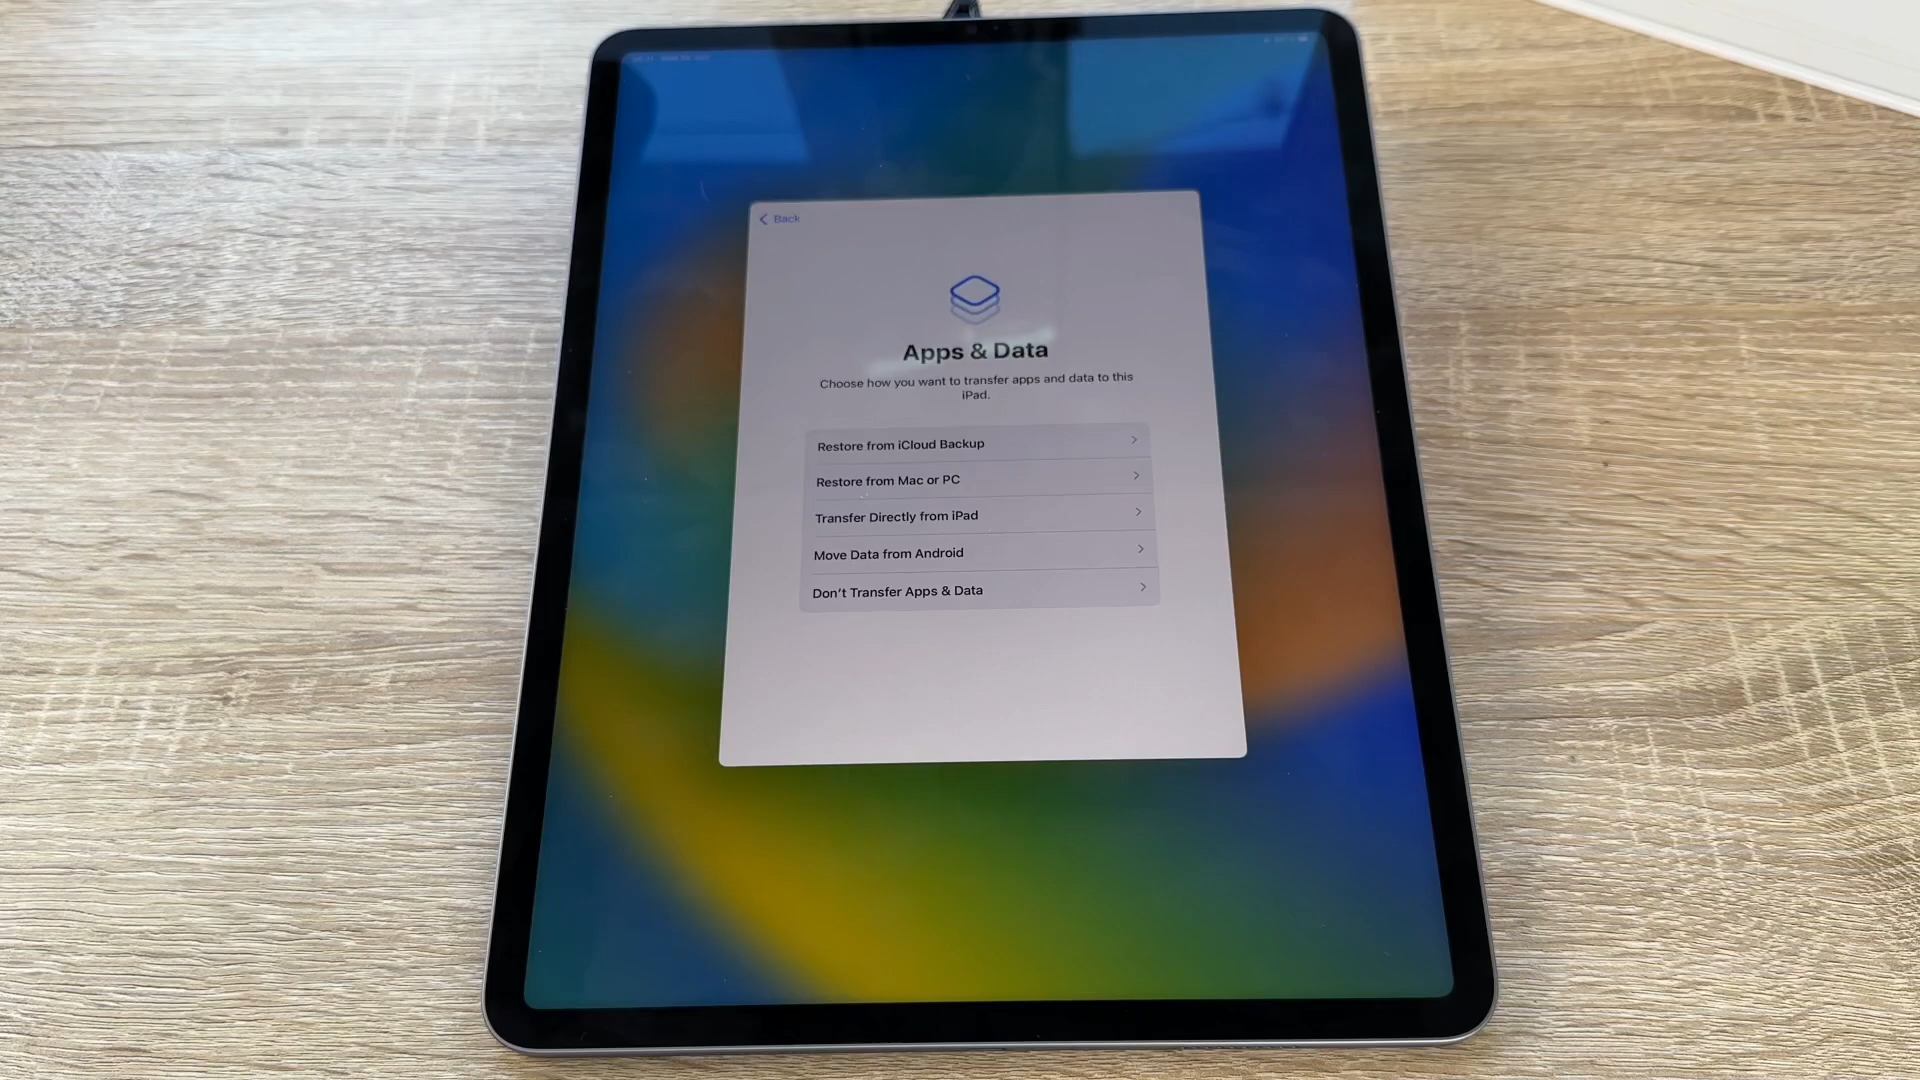 Back
Apps & Data
Choose how you want to transfer apps and data to this
iPad.
Restore from iCloud Backup
Restore from Mac or PC
Transfer Directly from iPad
Move Data from Android
Don't Transfer Apps & Data